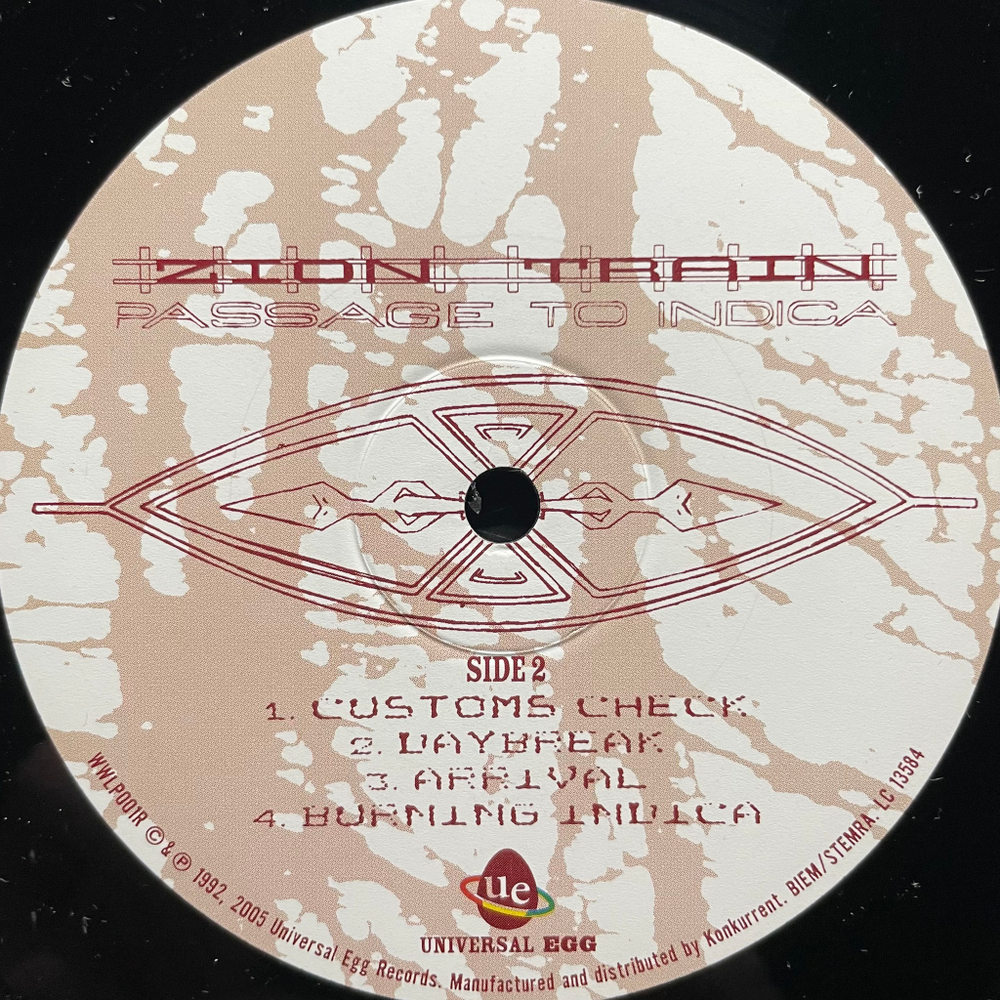 ZION TRAIN
PASSAGE TO INDICA
SIDE 2
1. CUSTOMS CHECK
2. DAYBREAK
3. ARRIVAL
4. BURNING INDICA
ue
UNIVERSAL EGG
WWLP001R © & ℗ 1992, 2005 Universal Egg Records. Manufactured and distributed by Konkurrent. BIEM/STEMRA. LC 13584